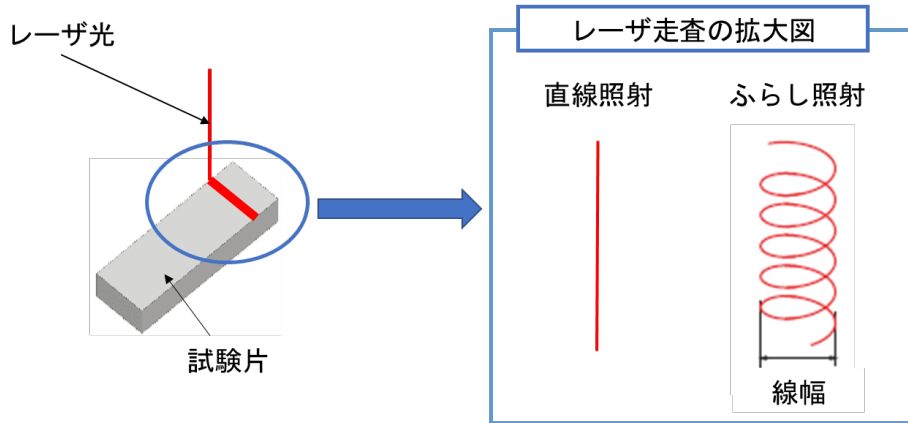 レーザ光
試験片
レーザ走査の拡大図
直線照射
ふらし照射
線幅